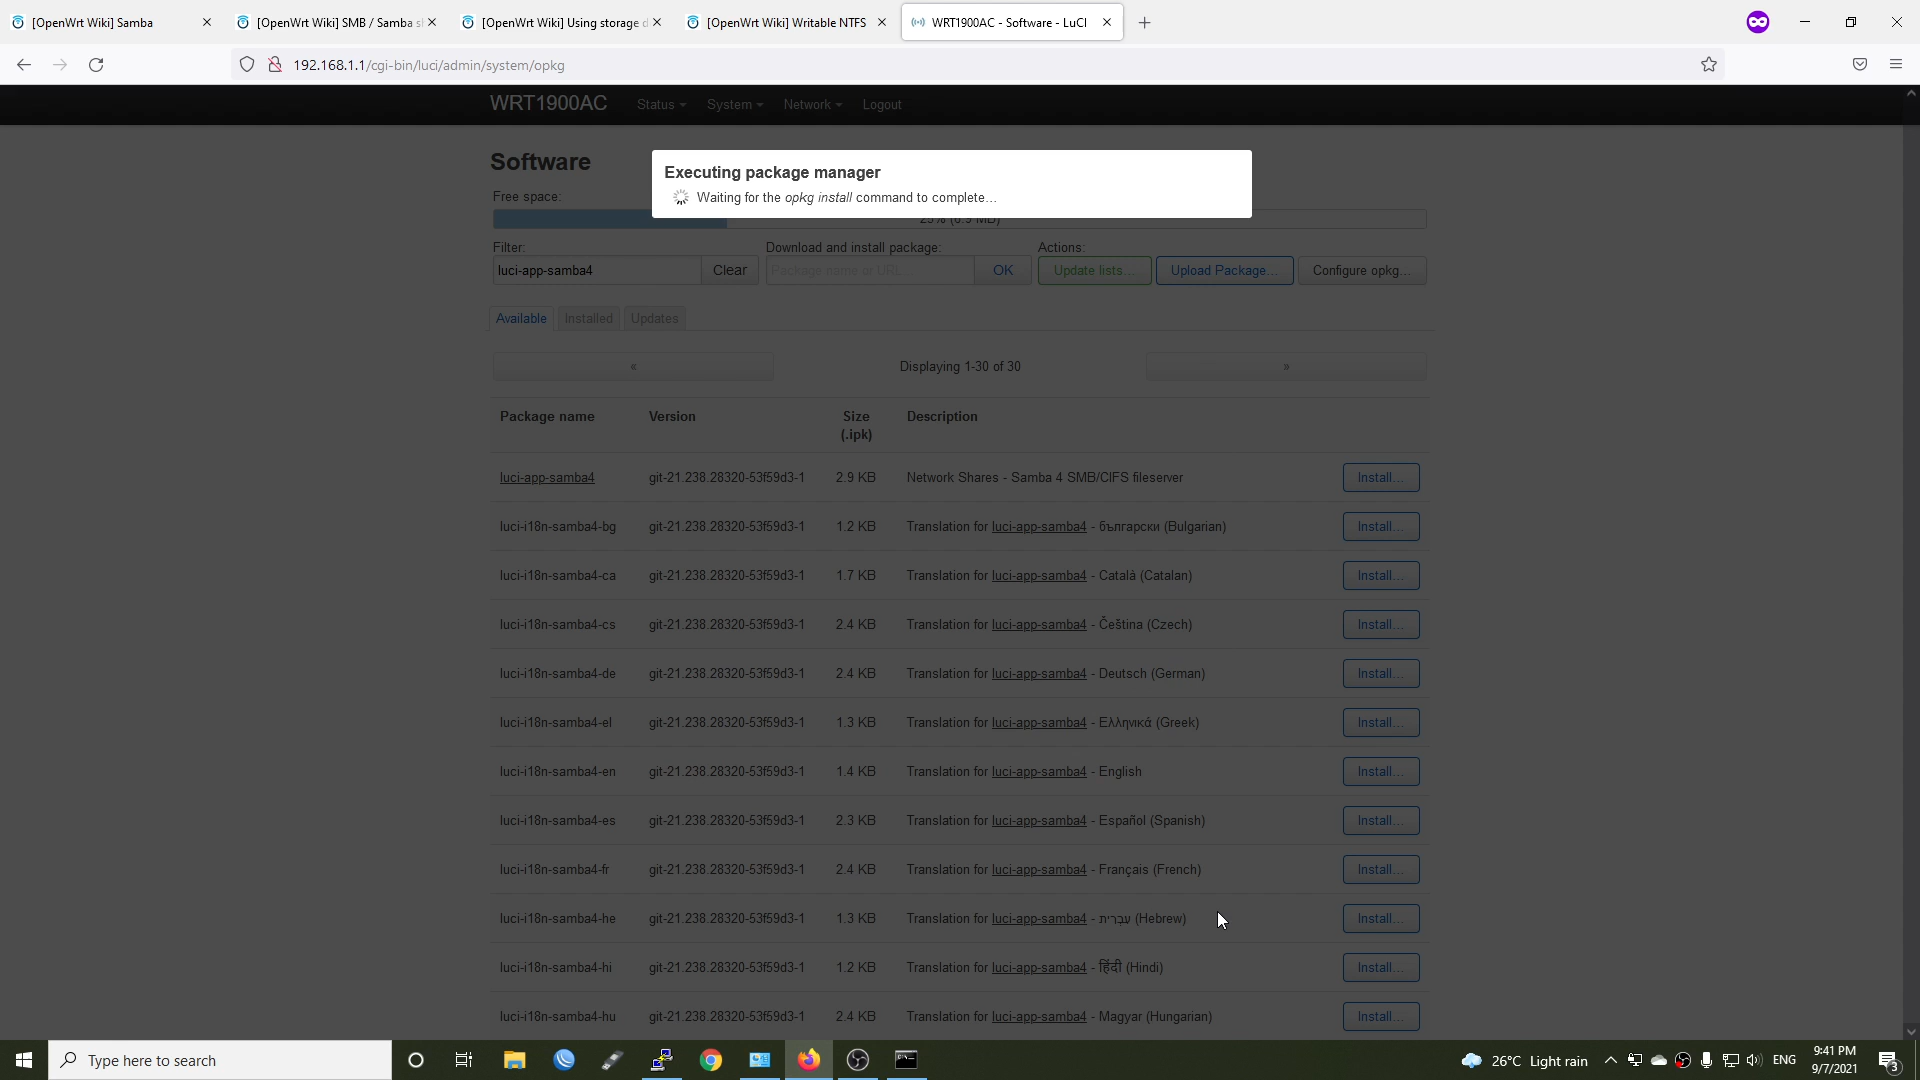 [OpenWrt Wiki] Samba
[OpenWrt Wiki] SMB / Samba s
[OpenWrt Wiki] Using storage d
[OpenWrt Wiki] Writable NTFS
WRT1900AC - Software - LuCI
192.168.1.1/cgi-bin/luci/admin/system/opkg
WRT1900AC Status System Network Logout
Software
Executing package manager
Waiting for the opkg install command to complete…
Free space:
Filter:
Download and install package:
Actions:
luci-app-samba4
Clear
Package name or URL…
OK
Update lists…
Upload Package…
Configure opkg…
Available Installed Updates
« Displaying 1-30 of 30 »
Package name Version Size (.ipk) Description
luci-app-samba4 git-21.238.28320-53f59d3-1 2.9 KB Network Shares - Samba 4 SMB/CIFS fileserver Install…
luci-i18n-samba4-bg git-21.238.28320-53f59d3-1 1.2 KB Translation for luci-app-samba4 - български (Bulgarian) Install…
luci-i18n-samba4-ca git-21.238.28320-53f59d3-1 1.7 KB Translation for luci-app-samba4 - Català (Catalan) Install…
luci-i18n-samba4-cs git-21.238.28320-53f59d3-1 2.4 KB Translation for luci-app-samba4 - Čeština (Czech) Install…
luci-i18n-samba4-de git-21.238.28320-53f59d3-1 2.4 KB Translation for luci-app-samba4 - Deutsch (German) Install…
luci-i18n-samba4-el git-21.238.28320-53f59d3-1 1.3 KB Translation for luci-app-samba4 - Ελληνικά (Greek) Install…
luci-i18n-samba4-en git-21.238.28320-53f59d3-1 1.4 KB Translation for luci-app-samba4 - English Install…
luci-i18n-samba4-es git-21.238.28320-53f59d3-1 2.3 KB Translation for luci-app-samba4 - Español (Spanish) Install…
luci-i18n-samba4-fr git-21.238.28320-53f59d3-1 2.4 KB Translation for luci-app-samba4 - Français (French) Install…
luci-i18n-samba4-he git-21.238.28320-53f59d3-1 1.3 KB Translation for luci-app-samba4 - עִבְרִית (Hebrew) Install…
luci-i18n-samba4-hi git-21.238.28320-53f59d3-1 1.2 KB Translation for luci-app-samba4 - हिंदी (Hindi) Install…
luci-i18n-samba4-hu git-21.238.28320-53f59d3-1 2.4 KB Translation for luci-app-samba4 - Magyar (Hungarian) Install…
Type here to search
26°C Light rain
ENG
9:41 PM
9/7/2021
3